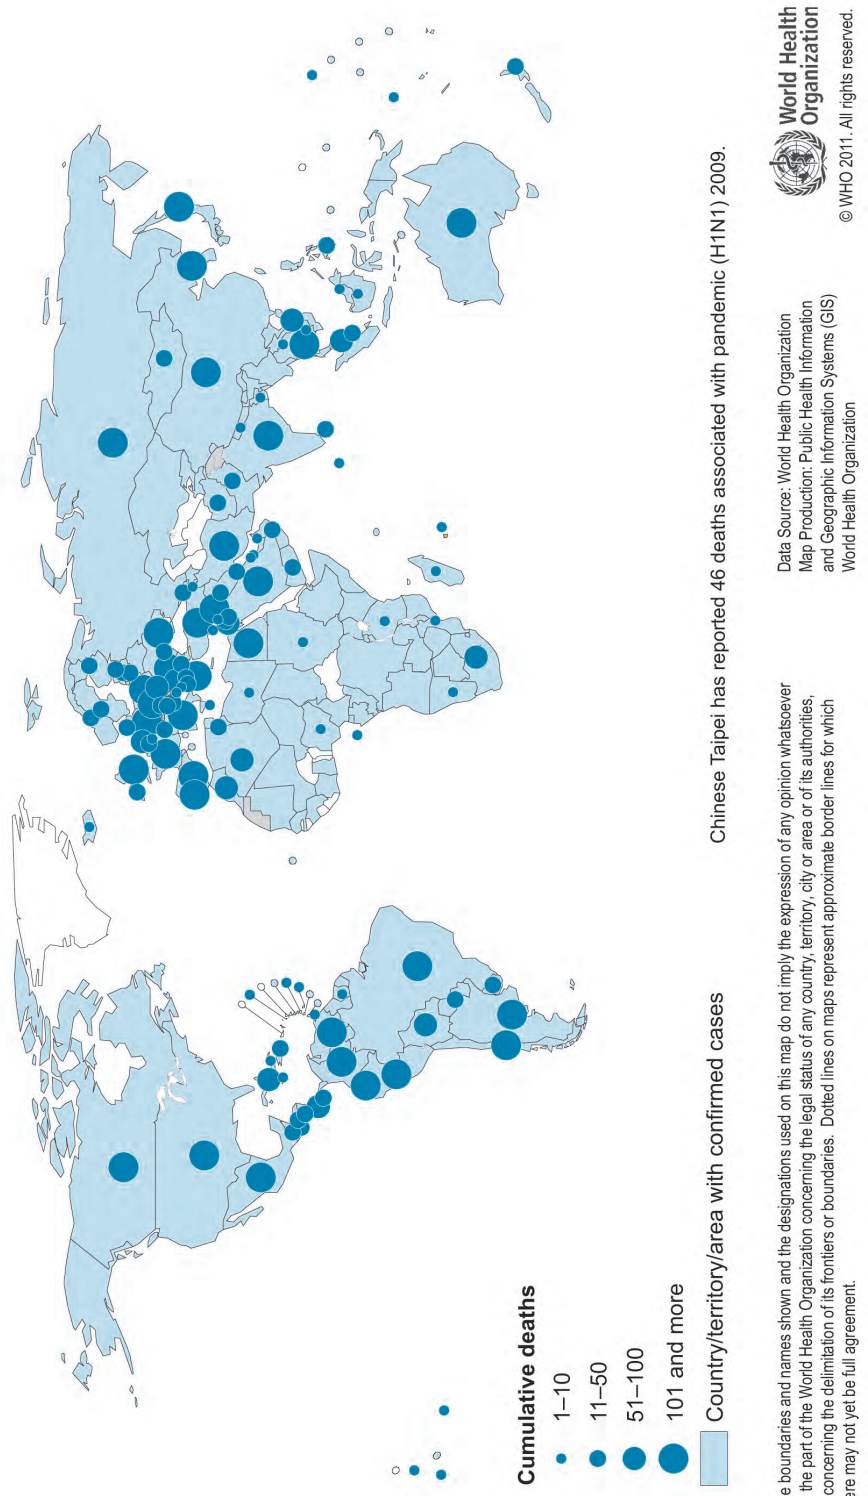 Cumulative deaths
1–10
11–50
51–100
101 and more
Country/territory/area with confirmed cases
Chinese Taipei has reported 46 deaths associated with pandemic (H1N1) 2009.
e boundaries and names shown and the designations used on this map do not imply the expression of any opinion whatsoever
the part of the World Health Organization concerning the legal status of any country, territory, city or area or of its authorities,
concerning the delimitation of its frontiers or boundaries. Dotted lines on maps represent approximate border lines for which
ere may not yet be full agreement.
Data Source: World Health Organization
Map Production: Public Health Information
and Geographic Information Systems (GIS)
World Health Organization
World Health
Organization
© WHO 2011. All rights reserved.